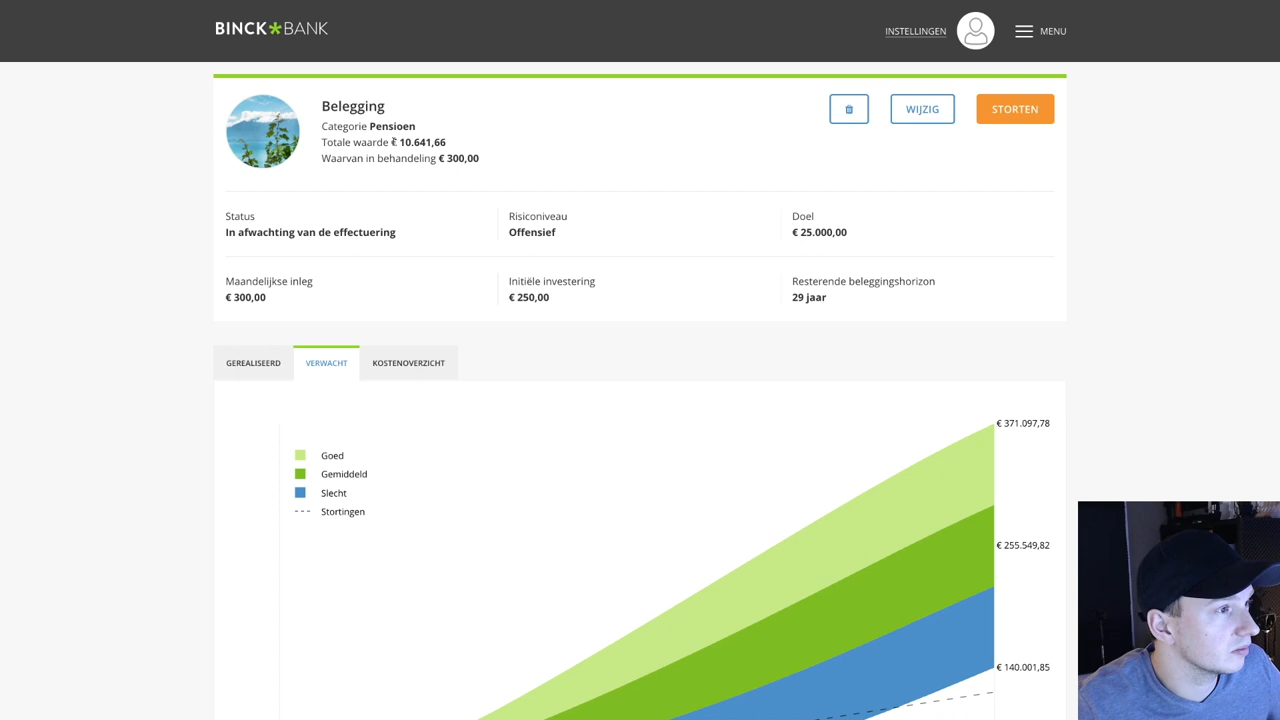 BINCK BANK
INSTELLINGEN
MENU
Belegging
Categorie Pensioen
Totale waarde € 10.641,66
Waarvan in behandeling € 300,00
WIJZIG
STORTEN
Status
In afwachting van de effectuering
Risiconiveau
Offensief
Doel
€ 25.000,00
Maandelijkse inleg
€ 300,00
Initiële investering
€ 250,00
Resterende beleggingshorizon
29 jaar
GEREALISEERD
VERWACHT
KOSTENOVERZICHT
€ 371.097,78
Goed
Gemiddeld
Slecht
Stortingen
€ 255.549,82
€ 140.001,85